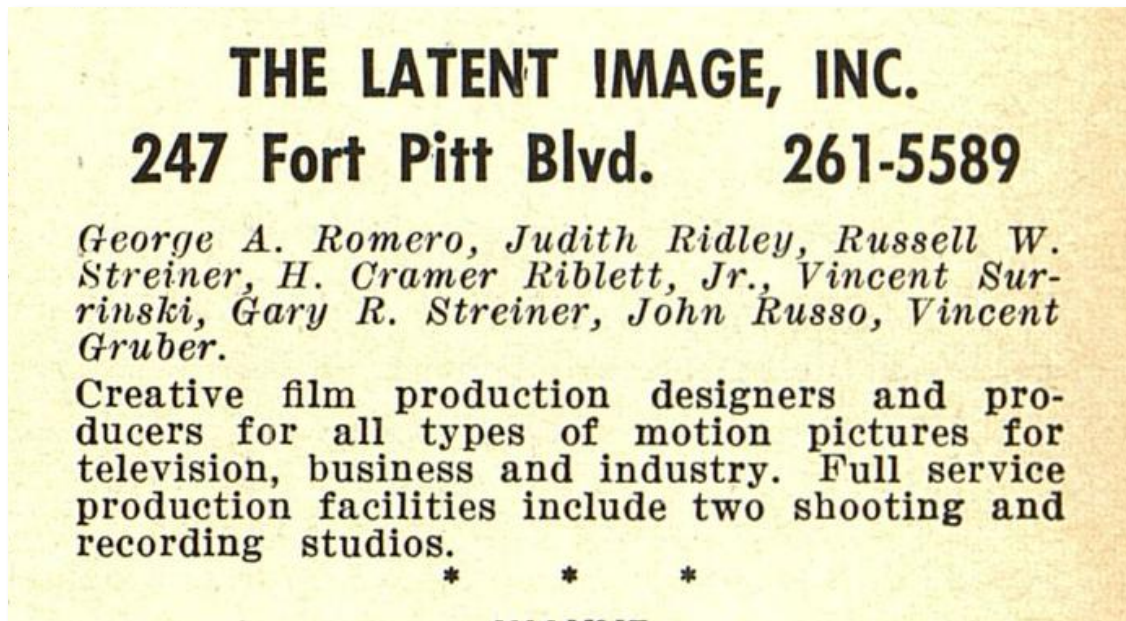 THE LATENT IMAGE, INC.
247 Fort Pitt Blvd. 261-5589
George A. Romero, Judith Ridley, Russell W.
Streiner, H. Cramer Riblett, Jr., Vincent Sur-
rinski, Gary R. Streiner, John Russo, Vincent
Gruber.
Creative film production designers and pro-
ducers for all types of motion pictures for
television, business and industry. Full service
production facilities include two shooting and
recording studios.
* * *